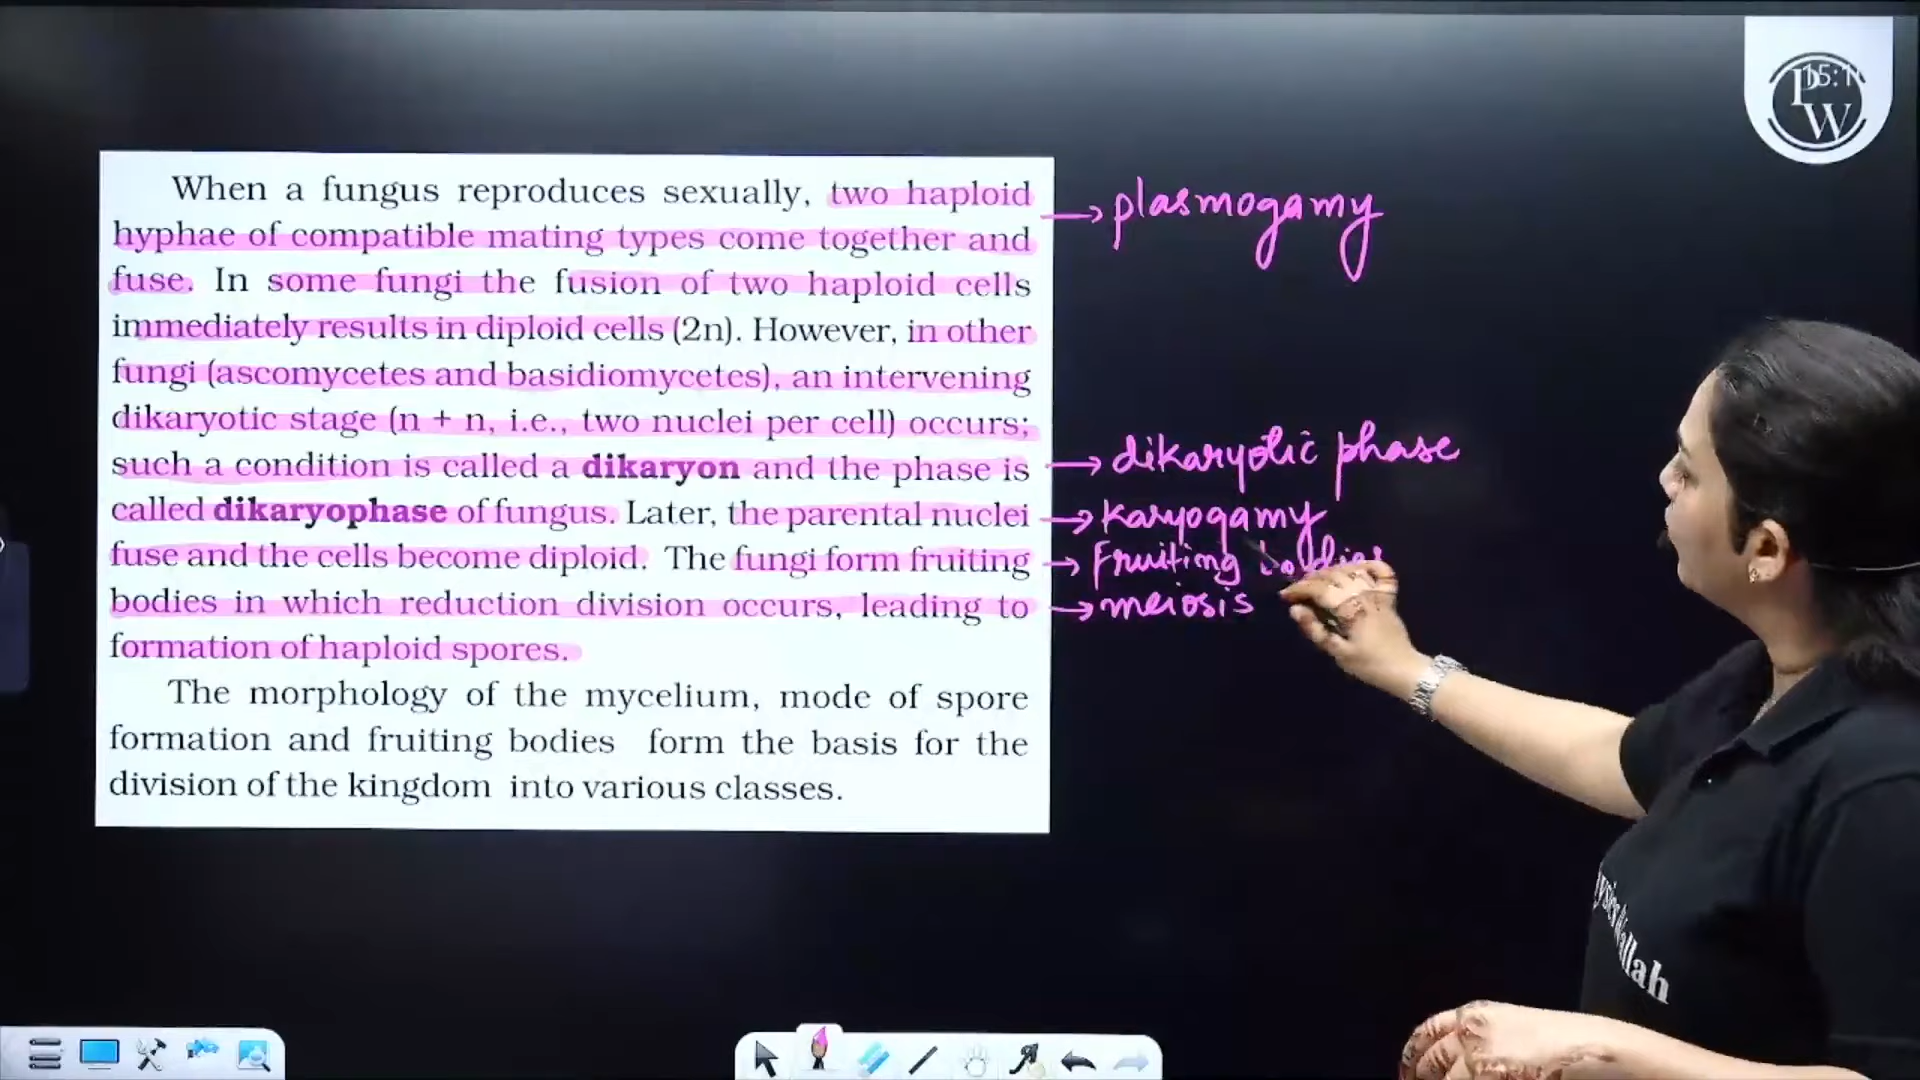 15:1
PW
When a fungus reproduces sexually, two haploid
hyphae of compatible mating types come together and
fuse. In some fungi the fusion of two haploid cells
immediately results in diploid cells (2n). However, in other
fungi (ascomycetes and basidiomycetes), an intervening
dikaryotic stage (n + n, i.e., two nuclei per cell) occurs;
such a condition is called a dikaryon and the phase is
called dikaryophase of fungus. Later, the parental nuclei
fuse and the cells become diploid. The fungi form fruiting
bodies in which reduction division occurs, leading to
formation of haploid spores.
The morphology of the mycelium, mode of spore
formation and fruiting bodies form the basis for the
division of the kingdom into various classes.
→ plasmogamy
→ dikaryotic phase
→ karyogamy
→ Fruiting bodies
→ meiosis